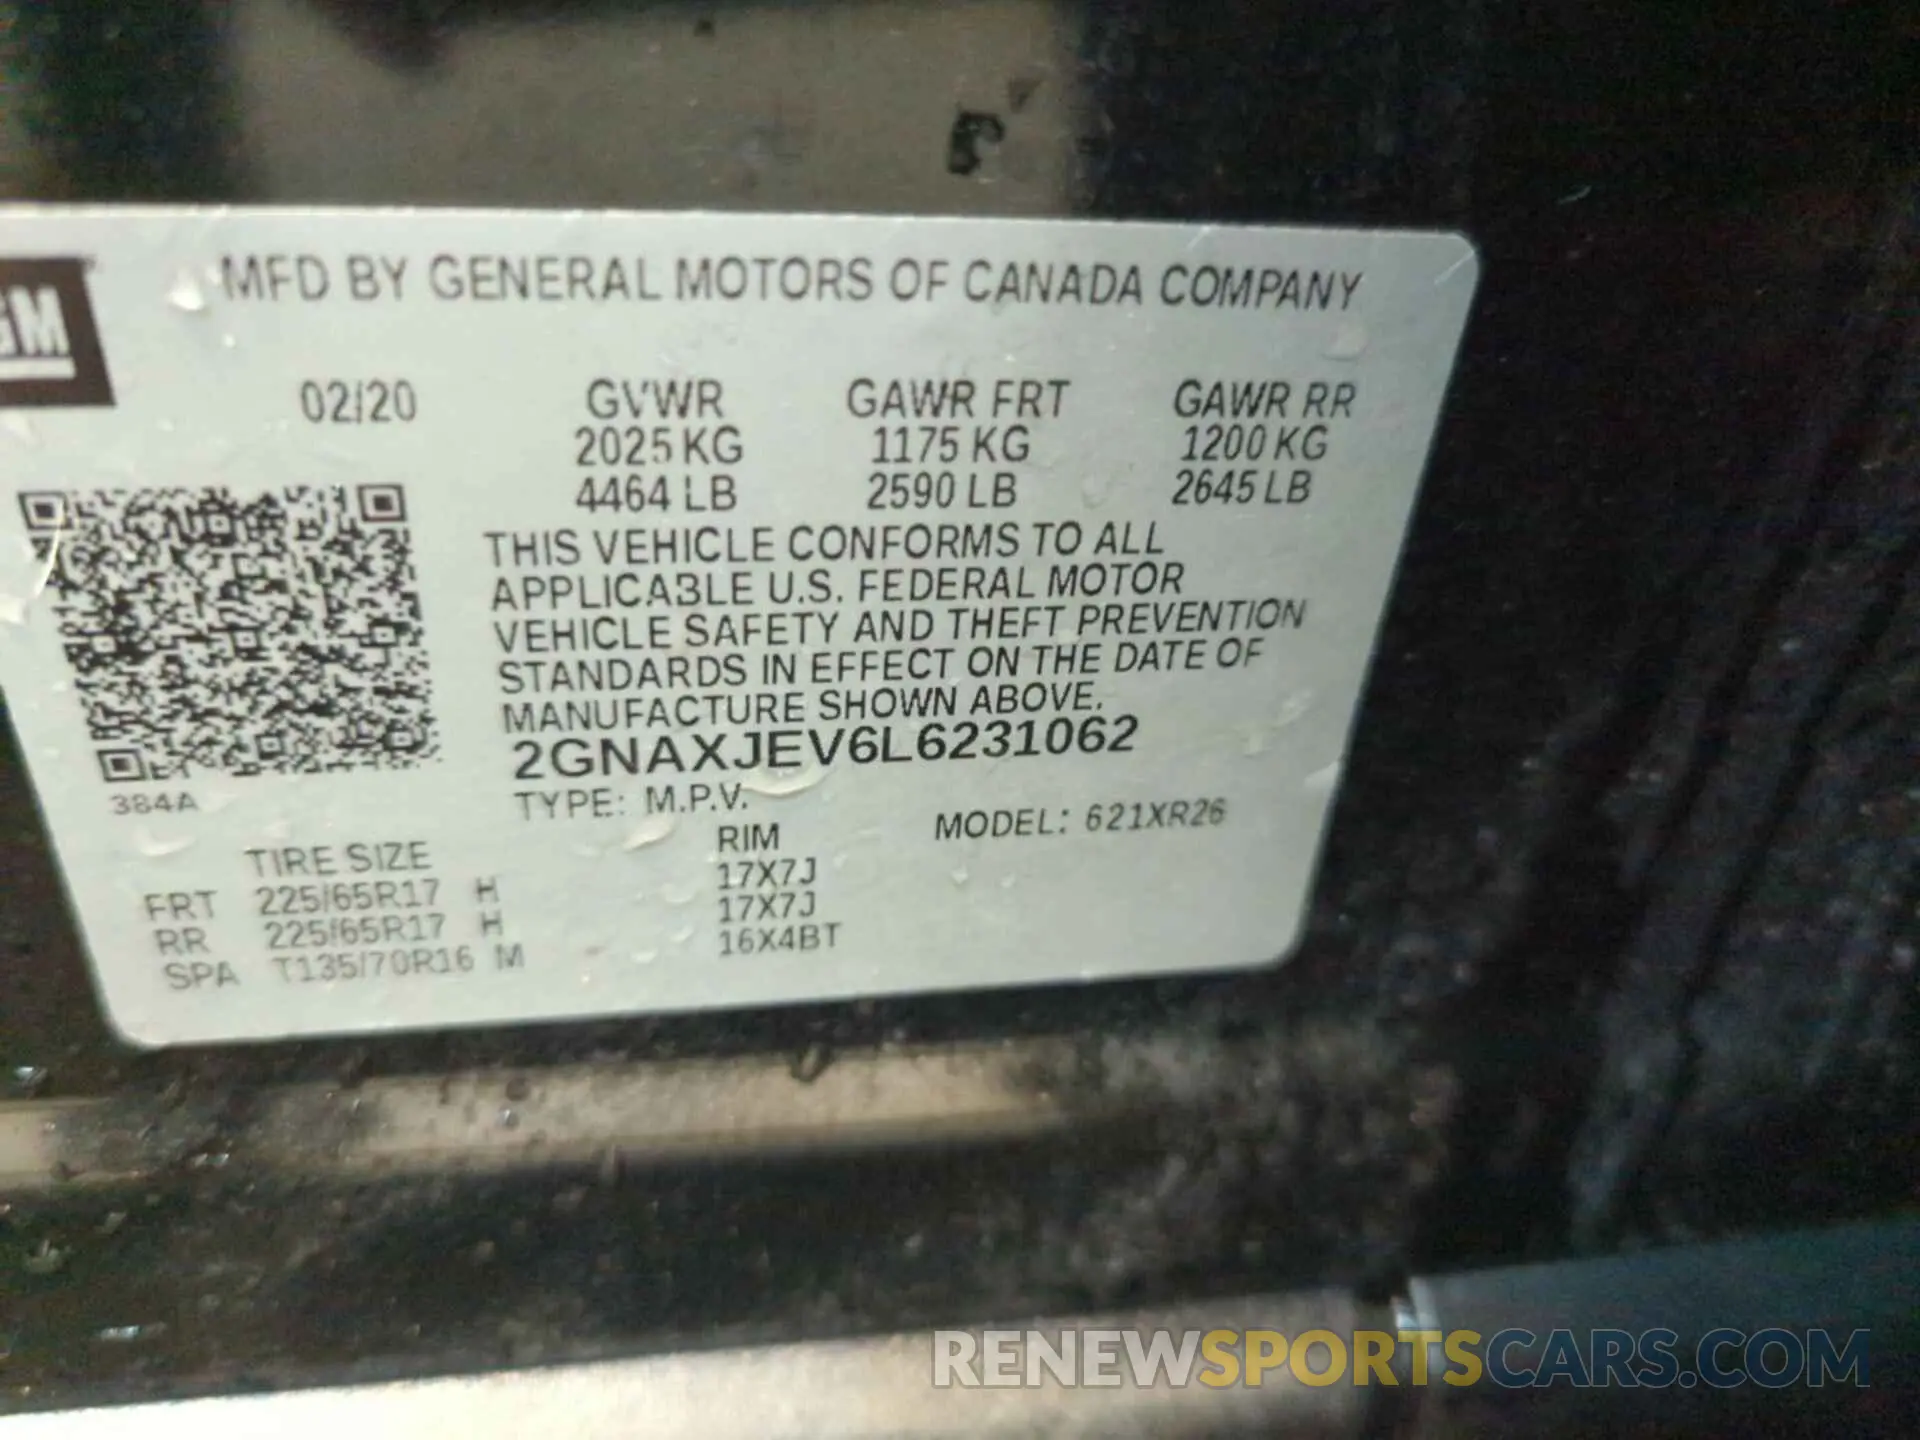 MFD BY GENERAL MOTORS OF CANADA COMPANY
GM
02/20 GVWR GAWR FRT GAWR RR
2025 KG 1175 KG 1200 KG
4464 LB 2590 LB 2645 LB
THIS VEHICLE CONFORMS TO ALL
APPLICABLE U.S. FEDERAL MOTOR
VEHICLE SAFETY AND THEFT PREVENTION
STANDARDS IN EFFECT ON THE DATE OF
MANUFACTURE SHOWN ABOVE.
2GNAXJEV6L6231062
384A
TYPE: M.P.V. MODEL: 621XR26
TIRE SIZE RIM
FRT 225/65R17 H 17X7J
RR 225/65R17 H 17X7J
SPA T135/70R16 M 16X4BT
RENEWSPORTSCARS.COM